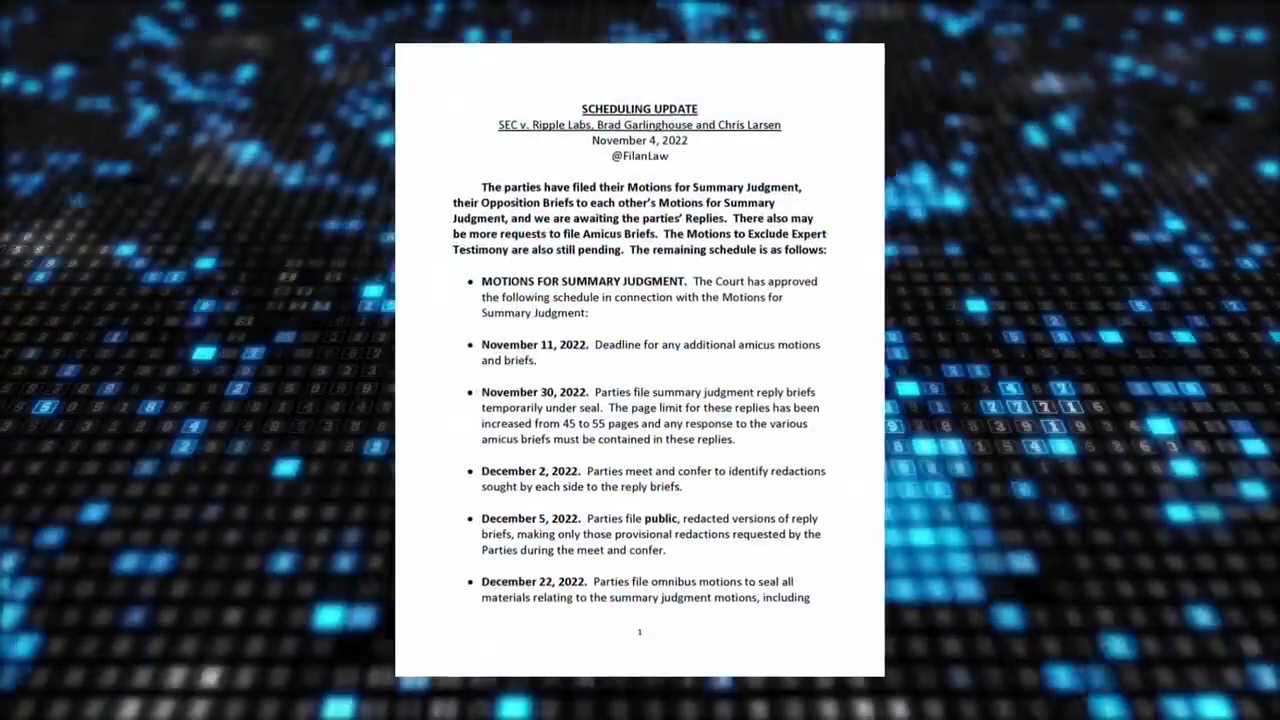 SCHEDULING UPDATE
SEC v. Ripple Labs, Brad Garlinghouse and Chris Larsen
November 4, 2022
@FilanLaw
The parties have filed their Motions for Summary Judgment,
their Opposition Briefs to each other's Motions for Summary
Judgment, and we are awaiting the parties' Replies. There also may
be more requests to file Amicus Briefs. The Motions to Exclude Expert
Testimony are also still pending. The remaining schedule is as follows:
• MOTIONS FOR SUMMARY JUDGMENT. The Court has approved
the following schedule in connection with the Motions for
Summary Judgment:
• November 11, 2022. Deadline for any additional amicus motions
and briefs.
• November 30, 2022. Parties file summary judgment reply briefs
temporarily under seal. The page limit for these replies has been
increased from 45 to 55 pages and any response to the various
amicus briefs must be contained in these replies.
• December 2, 2022. Parties meet and confer to identify redactions
sought by each side to the reply briefs.
• December 5, 2022. Parties file public, redacted versions of reply
briefs, making only those provisional redactions requested by the
Parties during the meet and confer.
• December 22, 2022. Parties file omnibus motions to seal all
materials relating to the summary judgment motions, including
1